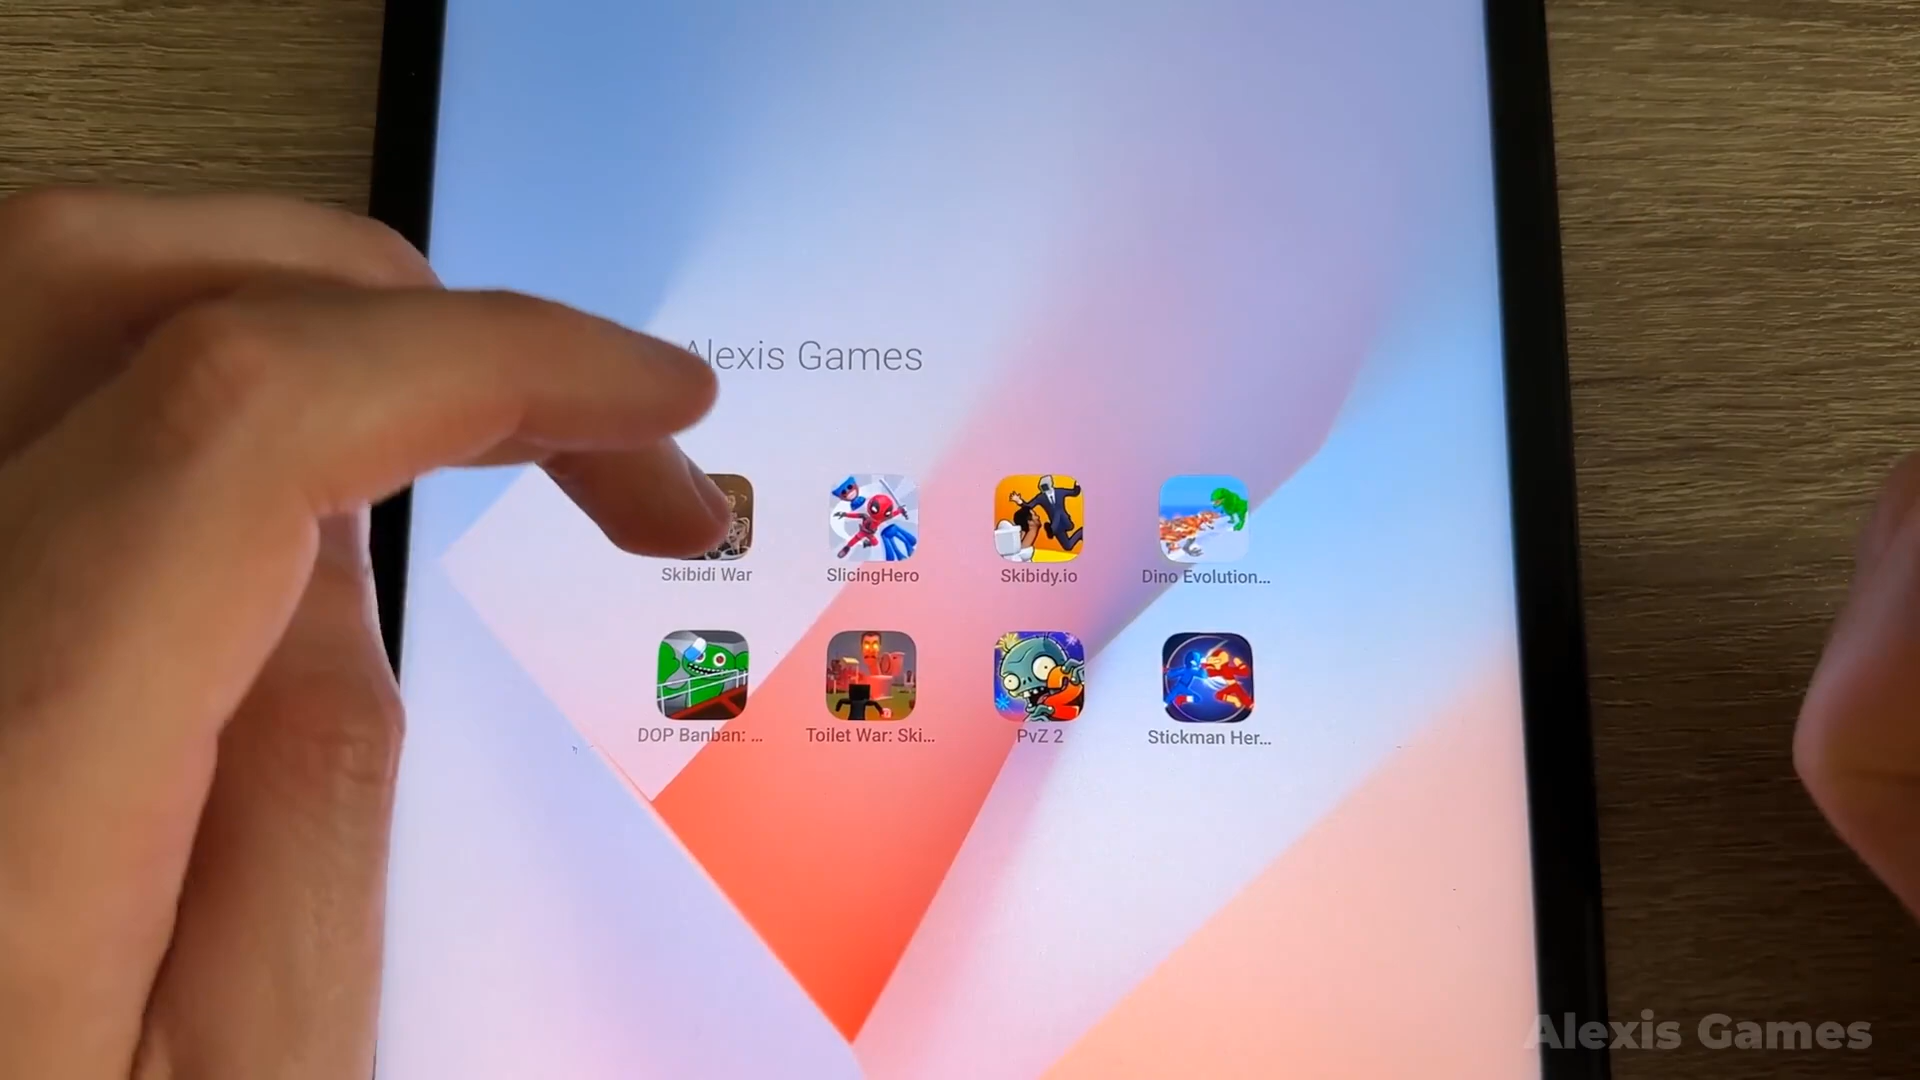 Alexis Games
Skibidi War
SlicingHero
Skibidy.io
Dino Evolution...
DOP Banban: ...
Toilet War: Ski...
PvZ 2
Stickman Her...
Alexis Games